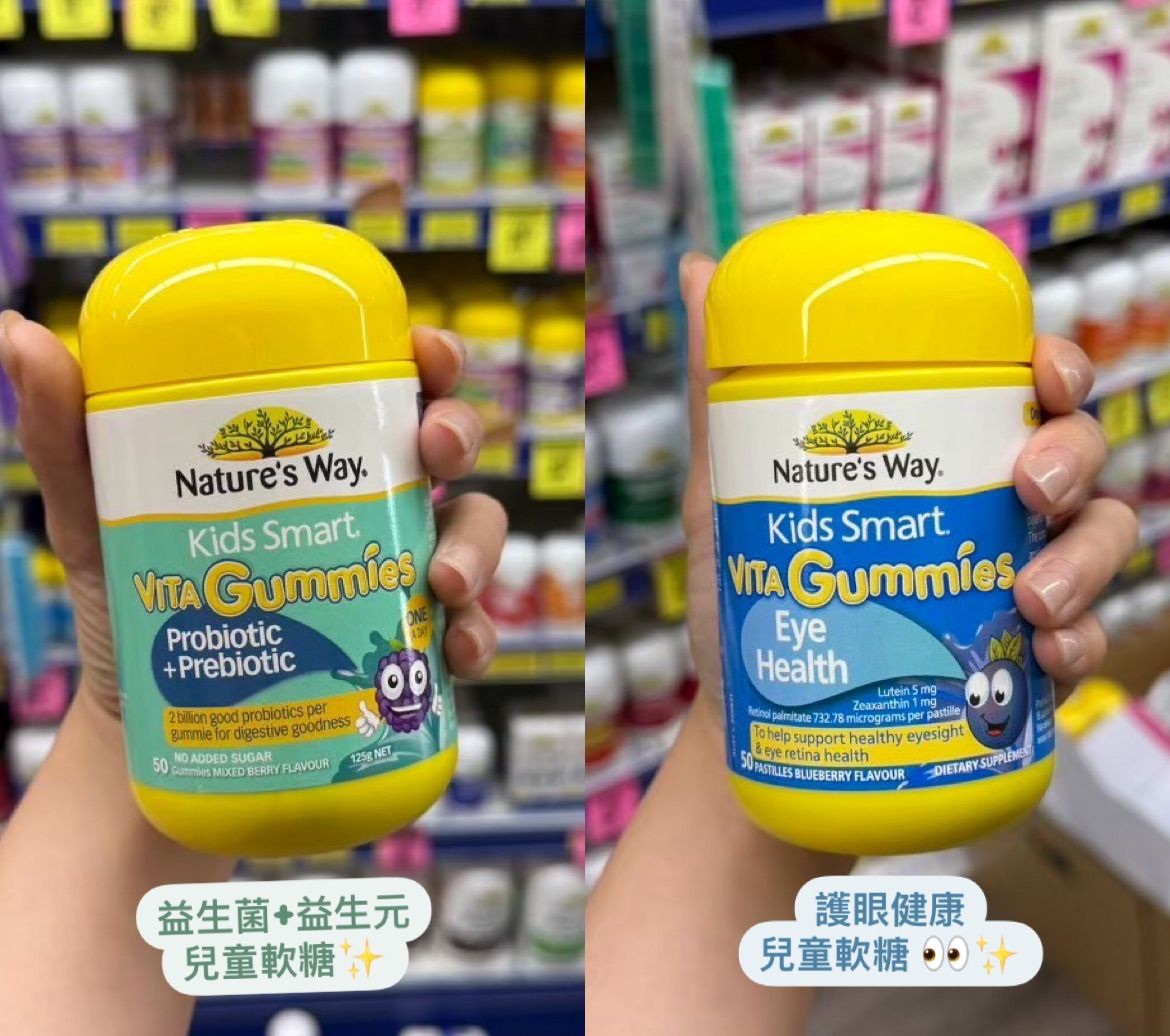 Nature's Way®
Kids Smart®
VITA Gummies
Probiotic
+Prebiotic
ONE
A DAY
2 billion good probiotics per
gummie for digestive goodness
NO ADDED SUGAR
50 Gummies MIXED BERRY FLAVOUR
125g NET
益生菌+益生元
兒童軟糖✨
Nature's Way®
Kids Smart®
VITA Gummies
Eye
Health
Lutein 5 mg
Zeaxanthin 1 mg
Retinol palmitate 732.78 micrograms per pastille
To help support healthy eyesight
& eye retina health
50 PASTILLES BLUEBERRY FLAVOUR
DIETARY SUPPLEMENT
護眼健康
兒童軟糖 👀✨